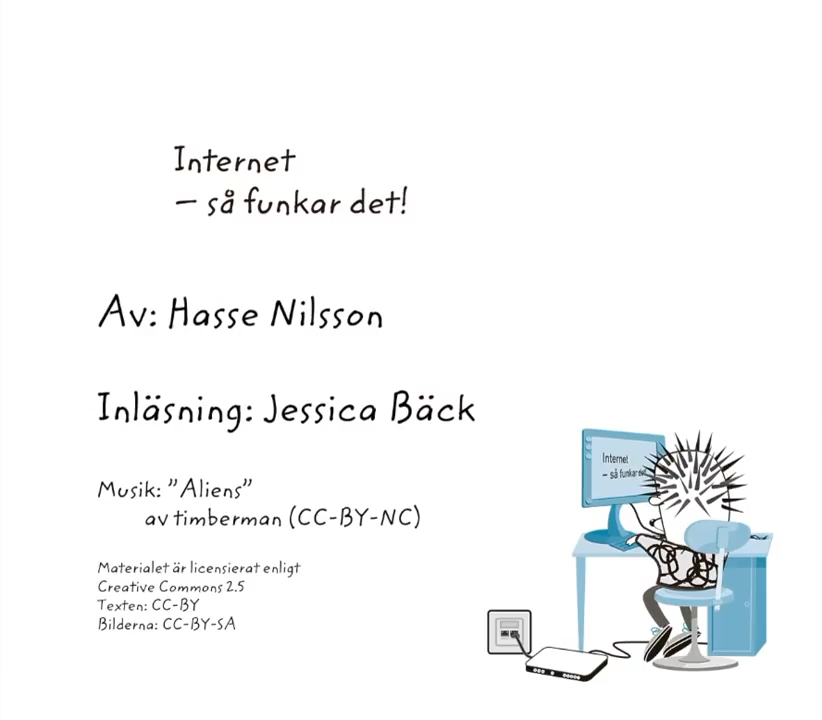 Internet
– så funkar det!
Av: Hasse Nilsson
Inläsning: Jessica Bäck
Musik: ”Aliens”
av timberman (CC-BY-NC)
Materialet är licensierat enligt
Creative Commons 2.5
Texten: CC-BY
Bilderna: CC-BY-SA
Internet
– så funkar det